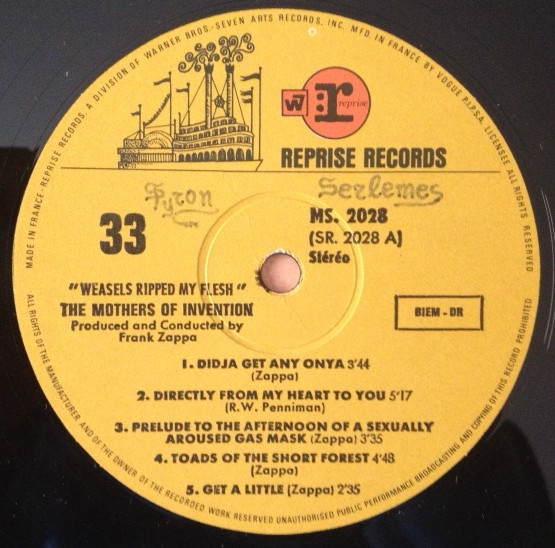 MADE IN FRANCE-REPRISE RECORDS, A DIVISION OF WARNER BROS.-SEVEN ARTS RECORDS, INC. MFD. IN FRANCE BY VOGUE P.I.P. S.A. LICENSEE ALL RIGHTS RESERVED
W7 r reprise
REPRISE RECORDS
Pyron Serlemes
33
MS. 2028
(SR. 2028 A)
Stéréo
"WEASELS RIPPED MY FLESH"
THE MOTHERS OF INVENTION
Produced and Conducted by
Frank Zappa
BIEM - DR
1. DIDJA GET ANY ONYA 3'44
(Zappa)
2. DIRECTLY FROM MY HEART TO YOU 5'17
(R.W. Penniman)
3. PRELUDE TO THE AFTERNOON OF A SEXUALLY
AROUSED GAS MASK (Zappa) 3'35
4. TOADS OF THE SHORT FOREST 4'48
(Zappa)
5. GET A LITTLE (Zappa) 2'35
ALL RIGHTS OF THE MANUFACTURER AND OF THE OWNER OF THE RECORDED WORK RESERVED UNAUTHORISED PUBLIC PERFORMANCE BROADCASTING AND COPYING OF THIS RECORD PROHIBITED